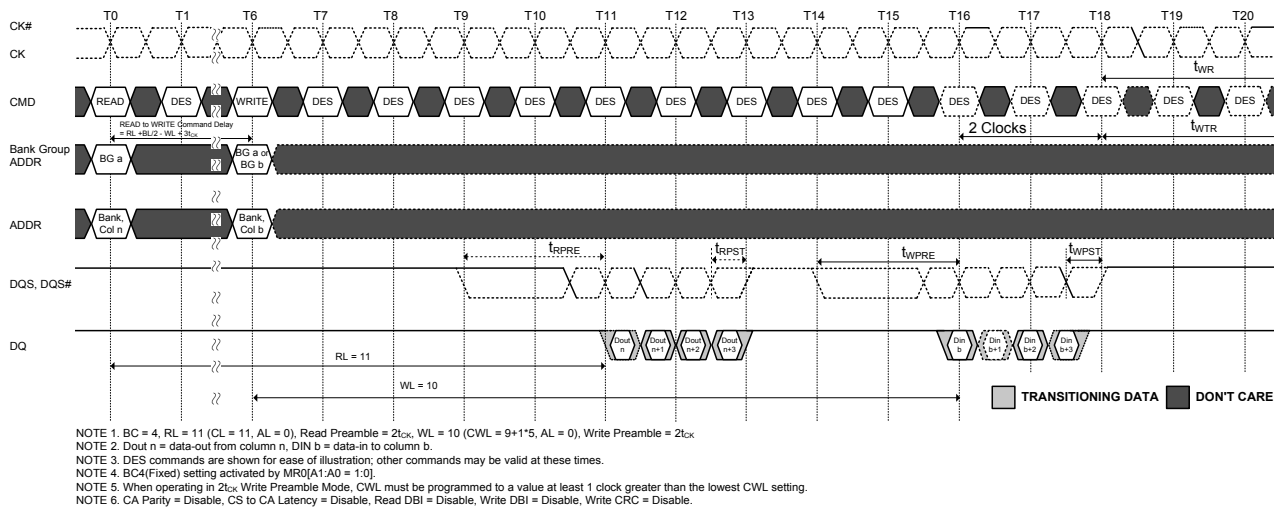 T0 T1 T6 T7 T8 T9 T10 T11 T12 T13 T14 T15 T16 T17 T18 T19 T20
CK#
CK
tWR
CMD READ DES WRITE DES DES DES DES DES DES DES DES DES DES DES DES DES DES
READ to WRITE Command Delay
= RL +BL/2 - WL + 3tCK
2 Clocks tWTR
Bank Group
ADDR
BG a
BG a or
BG b
ADDR
Bank,
Col n
Bank,
Col b
tRPRE tRPST tWPRE tWPST
DQS, DQS#
DQ
Dout
n
Dout
n+1
Dout
n+2
Dout
n+3
Din
b
Din
b+1
Din
b+2
Din
b+3
RL = 11
WL = 10
TRANSITIONING DATA DON'T CARE
NOTE 1. BC = 4, RL = 11 (CL = 11, AL = 0), Read Preamble = 2tCK, WL = 10 (CWL = 9+1*5, AL = 0), Write Preamble = 2tCK
NOTE 2. Dout n = data-out from column n, DIN b = data-in to column b.
NOTE 3. DES commands are shown for ease of illustration; other commands may be valid at these times.
NOTE 4. BC4(Fixed) setting activated by MR0[A1:A0 = 1:0].
NOTE 5. When operating in 2tCK Write Preamble Mode, CWL must be programmed to a value at least 1 clock greater than the lowest CWL setting.
NOTE 6. CA Parity = Disable, CS to CA Latency = Disable, Read DBI = Disable, Write DBI = Disable, Write CRC = Disable.